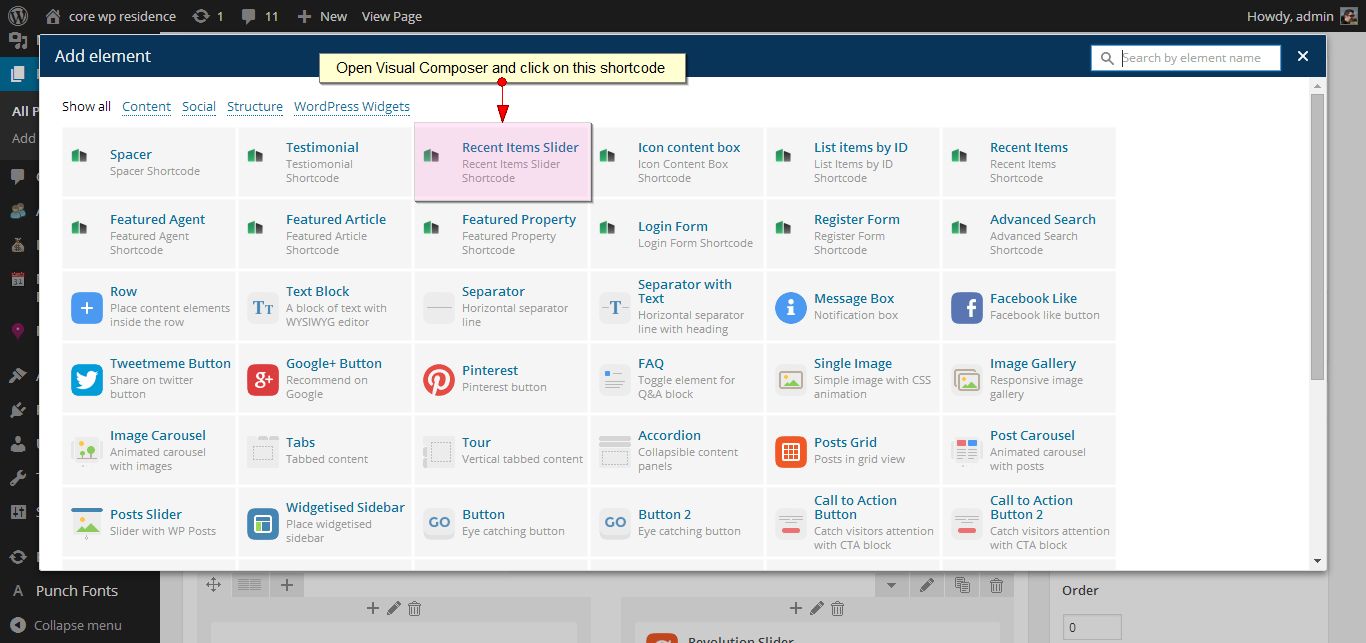 core wp residence 1 11 New View Page Howdy, admin
Add element
Search by element name
Open Visual Composer and click on this shortcode
Show all Content Social Structure WordPress Widgets
All P
Add
Spacer
Spacer Shortcode
Testimonial
Testiomonial
Shortcode
Recent Items Slider
Recent Items Slider
Shortcode
Icon content box
Icon Content Box
Shortcode
List items by ID
List Items by ID
Shortcode
Recent Items
Recent Items
Shortcode
Featured Agent
Featured Agent
Shortcode
Featured Article
Featured Article
Shortcode
Featured Property
Featured Property
Shortcode
Login Form
Login Form Shortcode
Register Form
Register Form
Shortcode
Advanced Search
Advanced Search
Shortcode
Row
Place content elements
inside the row
Text Block
A block of text with
WYSIWYG editor
Separator
Horizontal separator
line
Separator with
Text
Horizontal separator
line with heading
Message Box
Notification box
Facebook Like
Facebook like button
Tweetmeme Button
Share on twitter
button
Google+ Button
Recommend on
Google
Pinterest
Pinterest button
FAQ
Toggle element for
Q&A block
Single Image
Simple image with CSS
animation
Image Gallery
Responsive image
gallery
Image Carousel
Animated carousel
with images
Tabs
Tabbed content
Tour
Vertical tabbed content
Accordion
Collapsible content
panels
Posts Grid
Posts in grid view
Post Carousel
Animated carousel
with posts
Posts Slider
Slider with WP Posts
Widgetised Sidebar
Place widgetised
sidebar
GO
Button
Eye catching button
GO
Button 2
Eye catching button
Call to Action
Button
Catch visitors attention
with CTA block
Call to Action
Button 2
Catch visitors attention
with CTA block
Punch Fonts
Collapse menu
Revolution Slider
Order
0